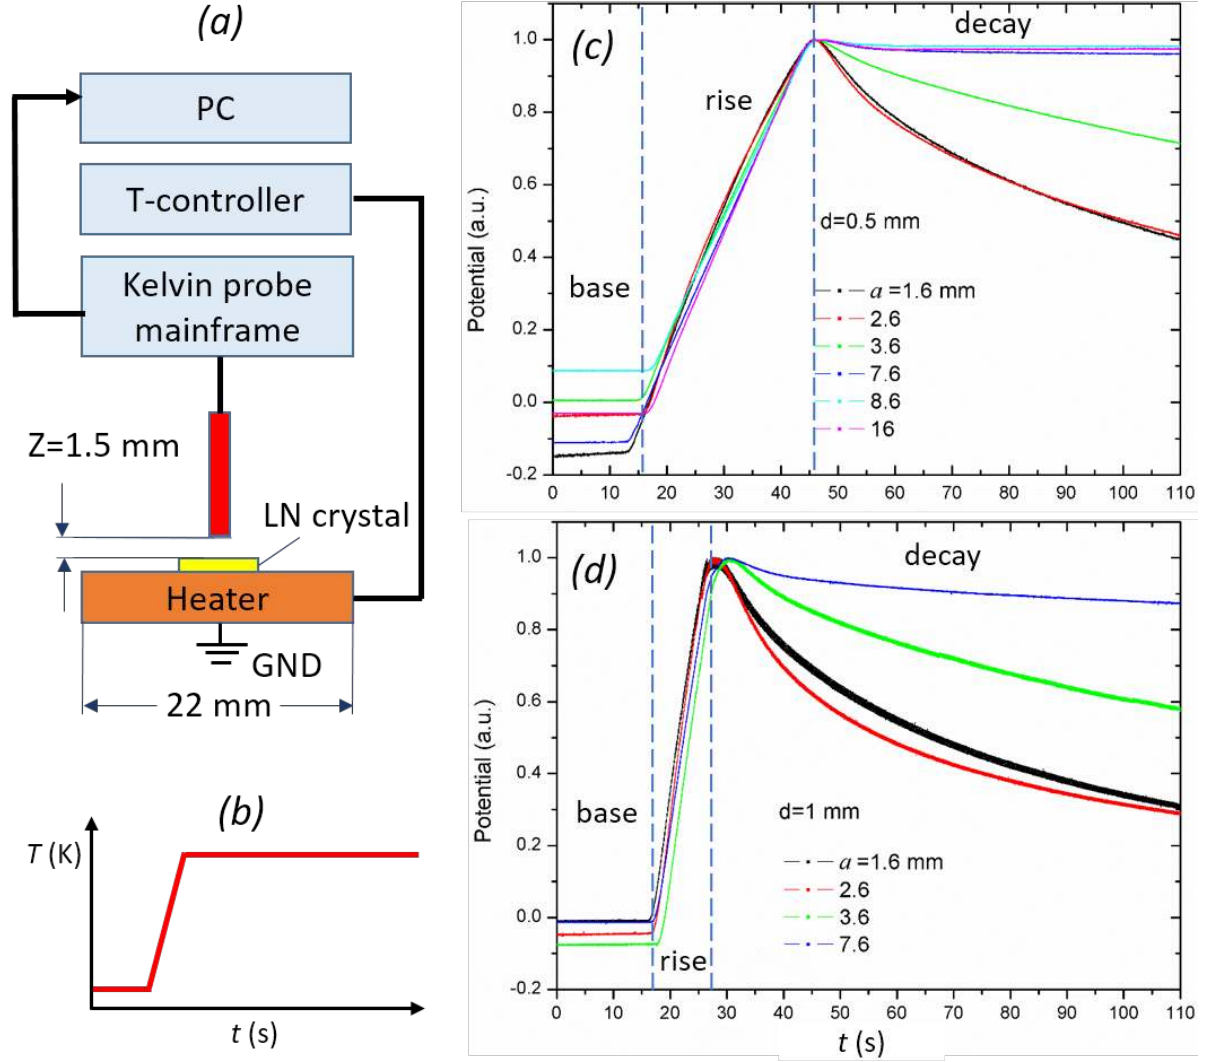 (a)
PC
T-controller
Kelvin probe
mainframe
Z=1.5 mm
LN crystal
Heater
GND
22 mm
(b)
T (K)
t (s)
(c)
decay
rise
base
d=0.5 mm
a =1.6 mm
2.6
3.6
7.6
8.6
16
Potential (a.u.)
1.0
0.8
0.6
0.4
0.2
0.0
-0.2
0 10 20 30 40 50 60 70 80 90 100 110
(d)
decay
base
rise
d=1 mm
a =1.6 mm
2.6
3.6
7.6
Potential (a.u.)
1.0
0.8
0.6
0.4
0.2
0.0
-0.2
0 10 20 30 40 50 60 70 80 90 100 110
t (s)